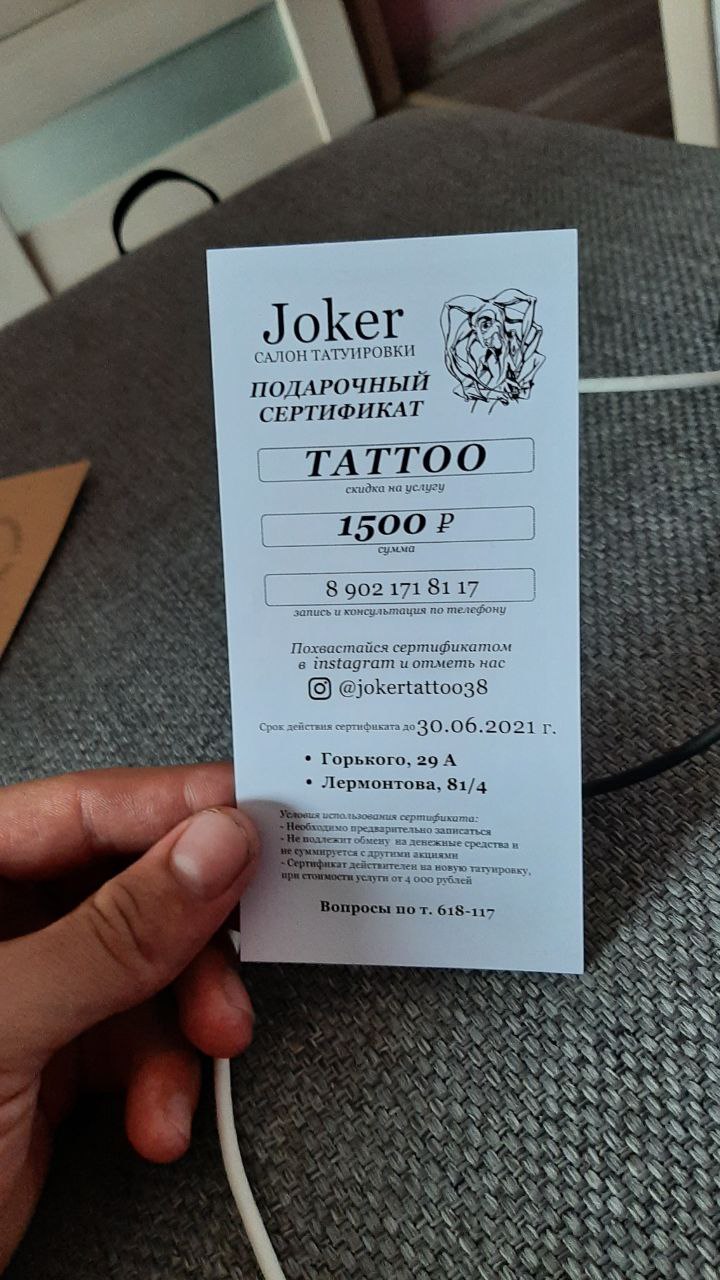 Joker
САЛОН ТАТУИРОВКИ
ПОДАРОЧНЫЙ
СЕРТИФИКАТ
TATTOO
скидка на услугу
1500 ₽
сумма
8 902 171 81 17
запись и консультация по телефону
Похвастайся сертификатом
в instagram и отметь нас
@jokertattoo38
Срок действия сертификата до 30.06.2021 г.
• Горького, 29 А
• Лермонтова, 81/4
Условия использования сертификата:
- Необходимо предварительно записаться
- Не подлежит обмену на денежные средства и
не суммируется с другими акциями
- Сертификат действителен на новую татуировку,
при стоимости услуги от 4 000 рублей
Вопросы по т. 618-117